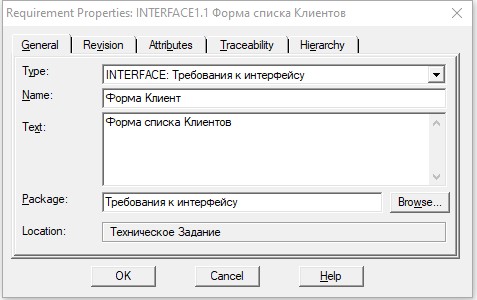 Requirement Properties: INTERFACE1.1 Форма списка Клиентов
General Revision Attributes Traceability Hierarchy
Type: INTERFACE: Требования к интерфейсу
Name: Форма Клиент
Text: Форма списка Клиентов
Package: Требования к интерфейсу Browse...
Location: Техническое Задание
OK Cancel Help